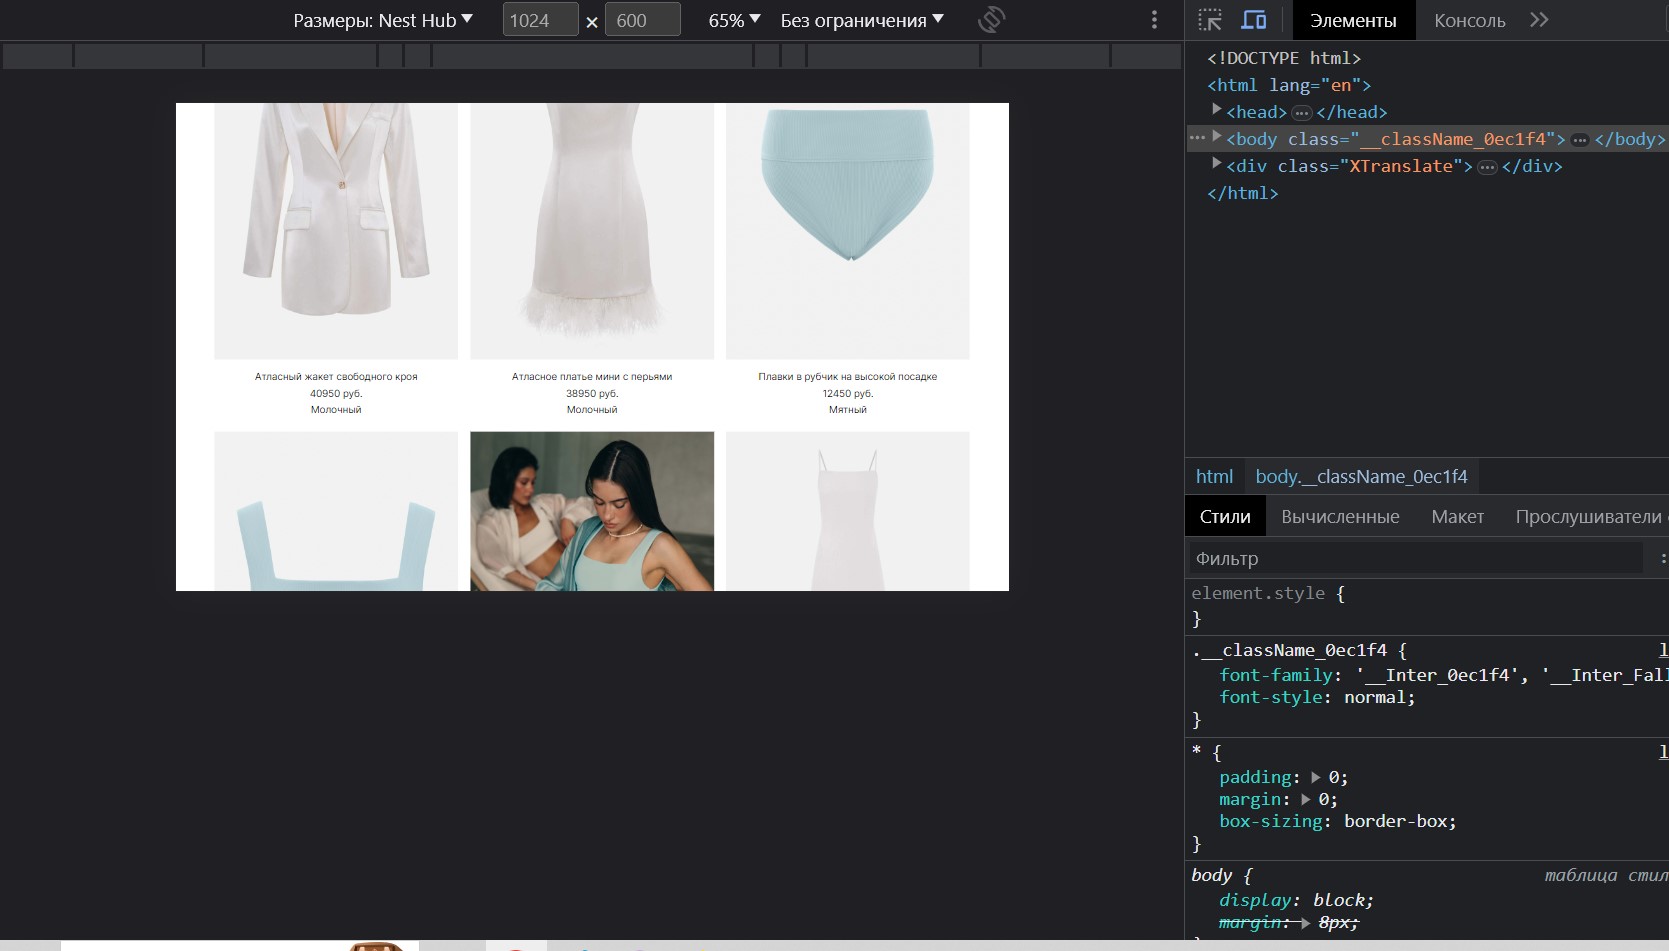 Размеры: Nest Hub 1024 × 600 65% Без ограничения
Элементы Консоль
<!DOCTYPE html>
<html lang="en">
<head> ··· </head>
··· <body class="__className_0ec1f4"> ··· </body>
<div class="XTranslate"> ··· </div>
</html>
Атласный жакет свободного кроя
40950 руб.
Молочный
Атласное платье мини с перьями
38950 руб.
Молочный
Плавки в рубчик на высокой посадке
12450 руб.
Мятный
html body.__className_0ec1f4
Стили Вычисленные Макет Прослушиватели
Фильтр
element.style {
}
.__className_0ec1f4 {
font-family: '__Inter_0ec1f4', '__Inter_Fall
font-style: normal;
}
* {
padding: 0;
margin: 0;
box-sizing: border-box;
}
body {
таблица стил
display: block;
margin: 8px;